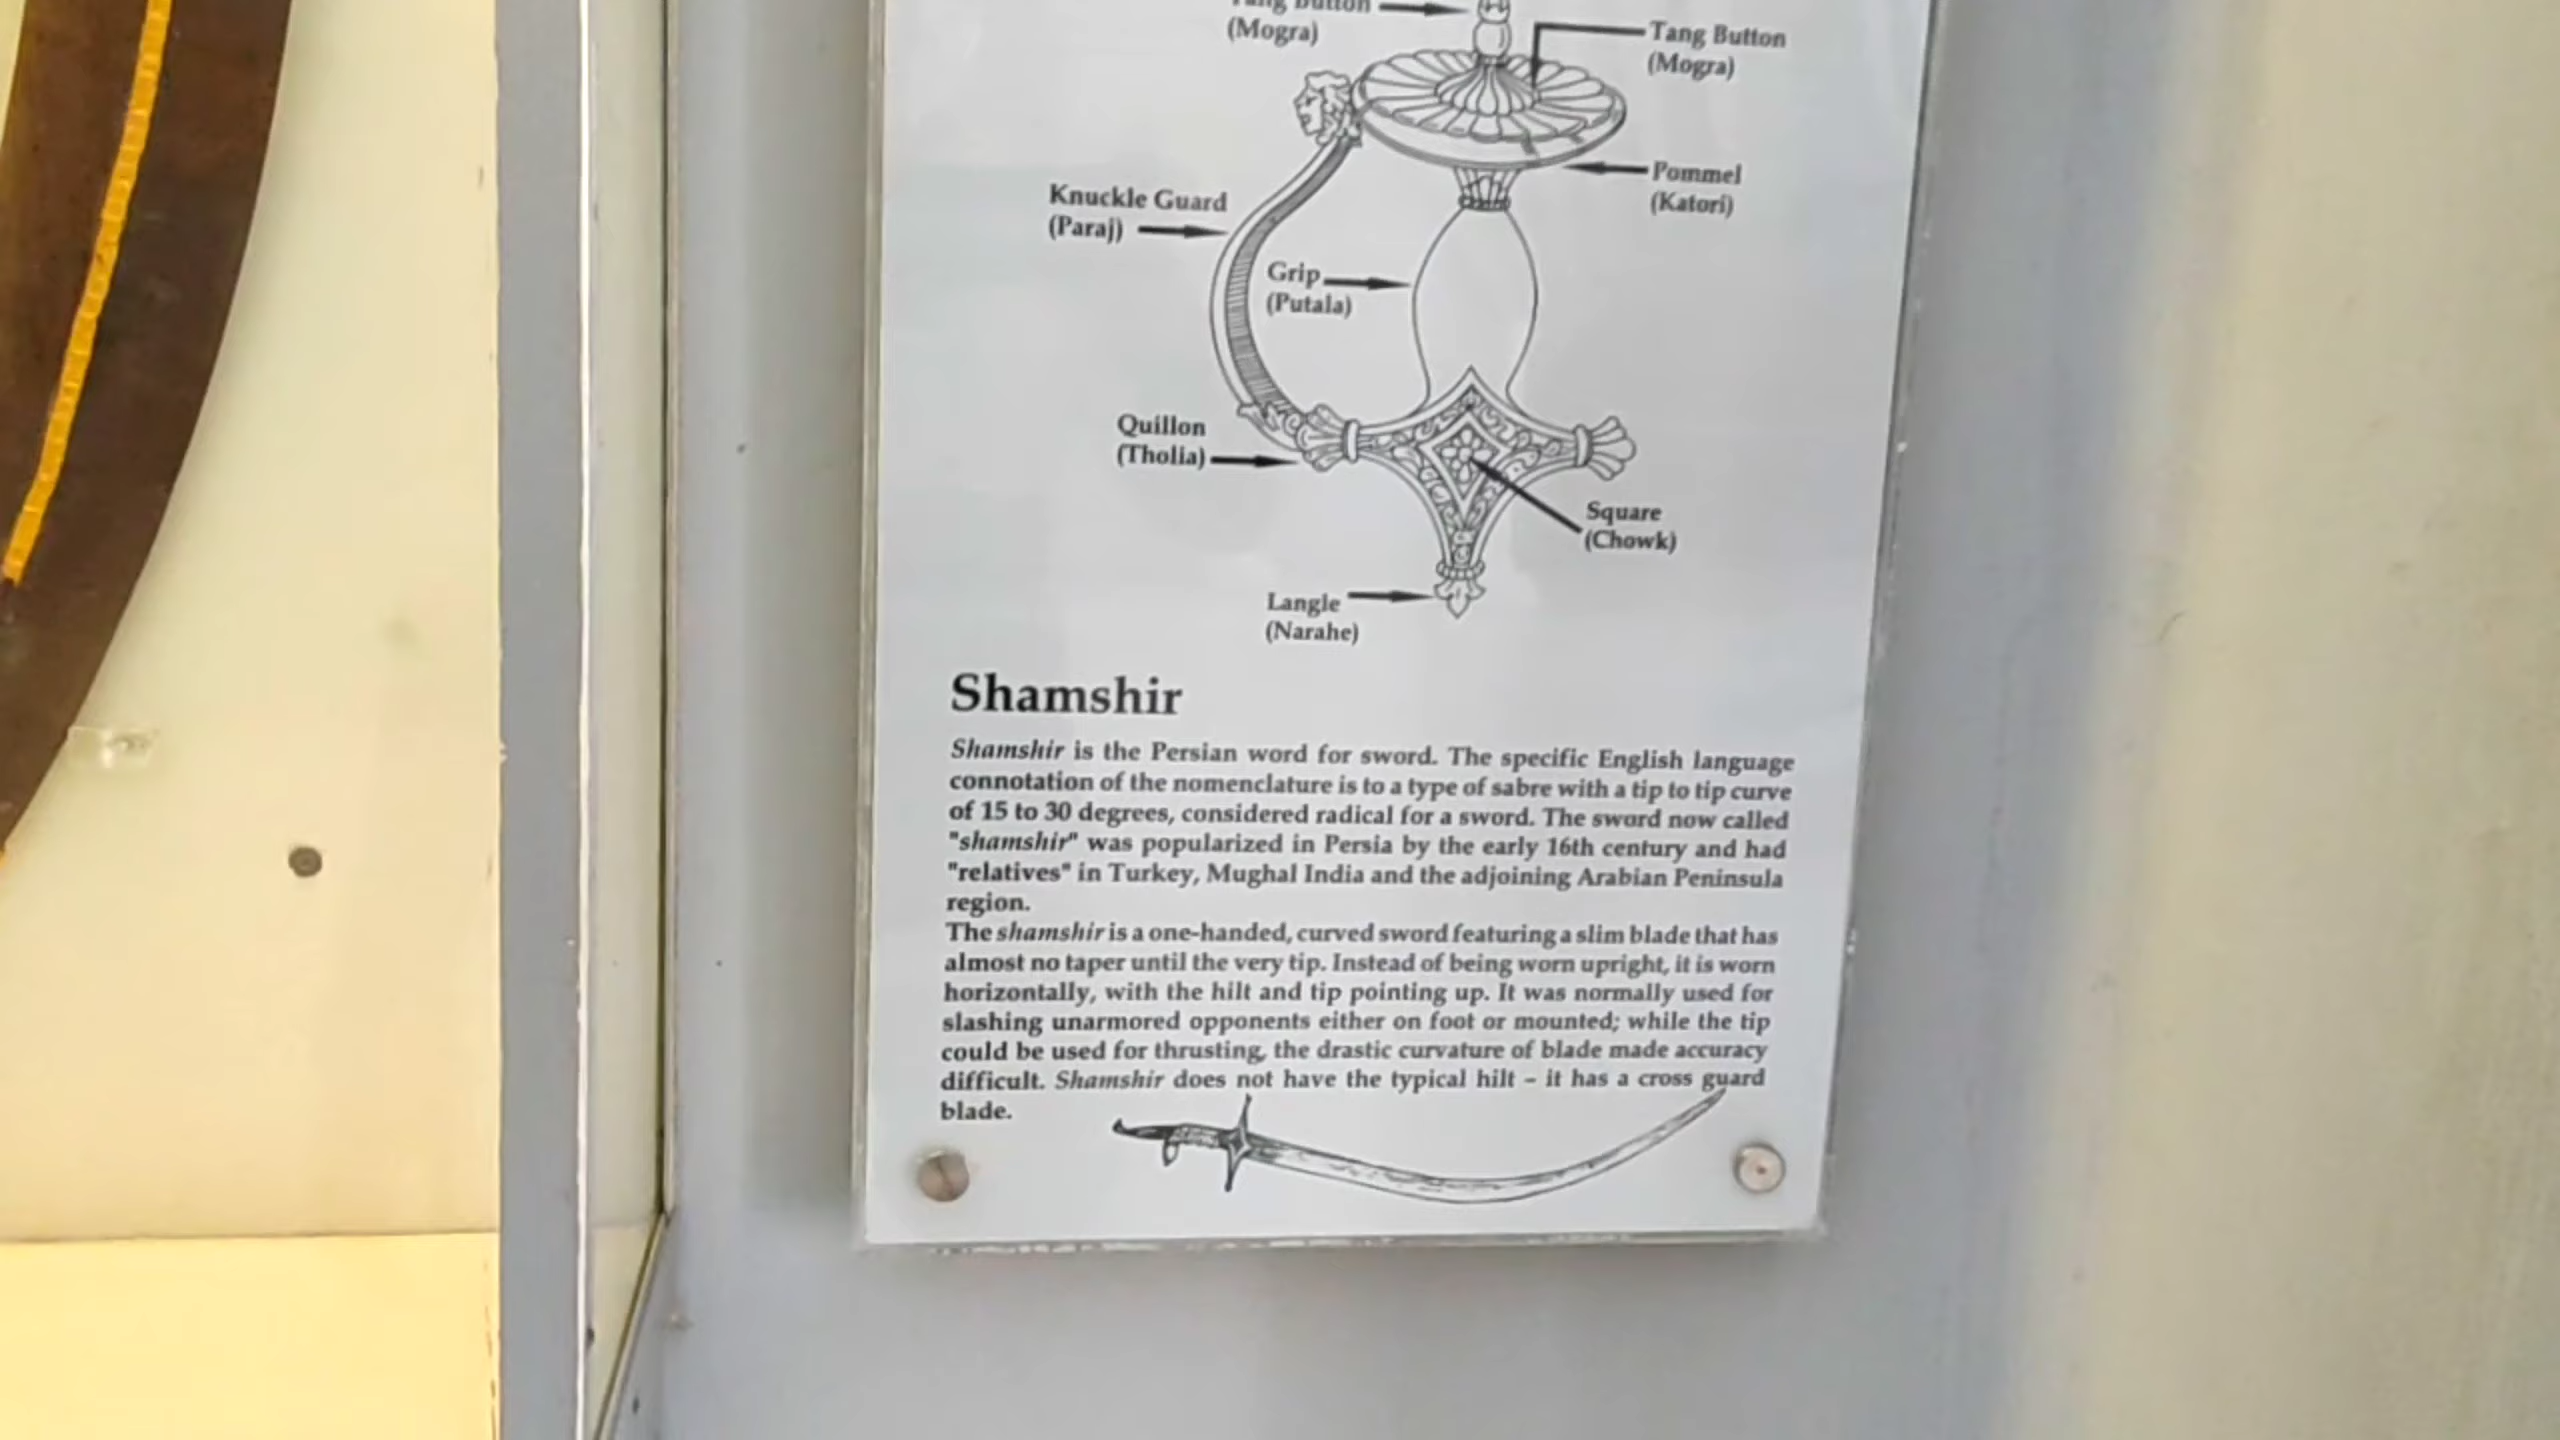 Tang Button
(Mogra)
Tang Button
(Mogra)
Pommel
(Katori)
Knuckle Guard
(Paraj)
Grip
(Putala)
Quillon
(Tholia)
Square
(Chowk)
Langle
(Narahe)
Shamshir
Shamshir is the Persian word for sword. The specific English language
connotation of the nomenclature is to a type of sabre with a tip to tip curve
of 15 to 30 degrees, considered radical for a sword. The sword now called
"shamshir" was popularized in Persia by the early 16th century and had
"relatives" in Turkey, Mughal India and the adjoining Arabian Peninsula
region.
The shamshir is a one-handed, curved sword featuring a slim blade that has
almost no taper until the very tip. Instead of being worn upright, it is worn
horizontally, with the hilt and tip pointing up. It was normally used for
slashing unarmored opponents either on foot or mounted; while the tip
could be used for thrusting, the drastic curvature of blade made accuracy
difficult. Shamshir does not have the typical hilt – it has a cross guard
blade.